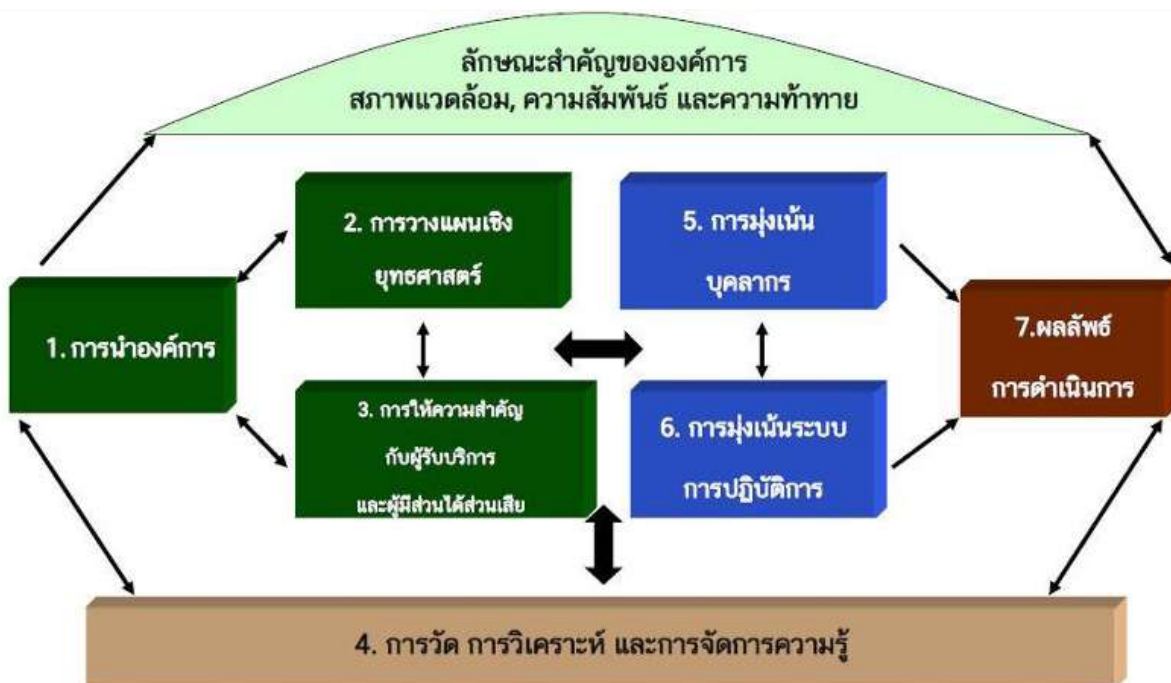 ลักษณะสำคัญขององค์การ
สภาพแวดล้อม, ความสัมพันธ์ และความท้าทาย
2. การวางแผนเชิง
ยุทธศาสตร์
5. การมุ่งเน้น
บุคลากร
1. การนำองค์การ
7.ผลลัพธ์
การดำเนินการ
3. การให้ความสำคัญ
กับผู้รับบริการ
และผู้มีส่วนได้ส่วนเสีย
6. การมุ่งเน้นระบบ
การปฏิบัติการ
4. การวัด การวิเคราะห์ และการจัดการความรู้